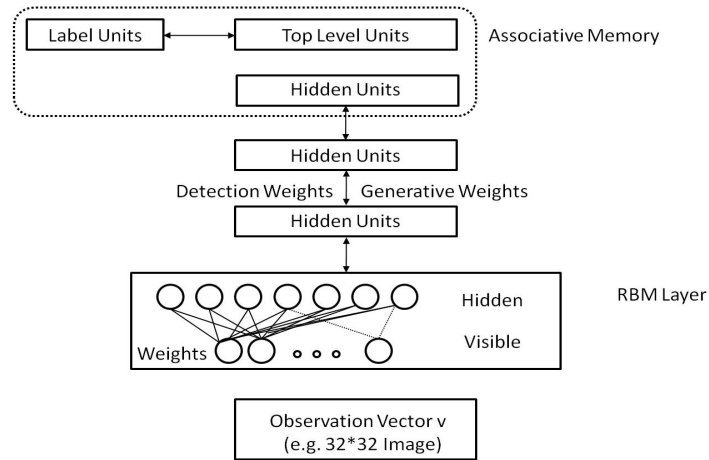 Label Units
Top Level Units
Associative Memory
Hidden Units
Hidden Units
Detection Weights
Generative Weights
Hidden Units
Hidden
RBM Layer
Visible
Weights
Observation Vector v
(e.g. 32*32 Image)